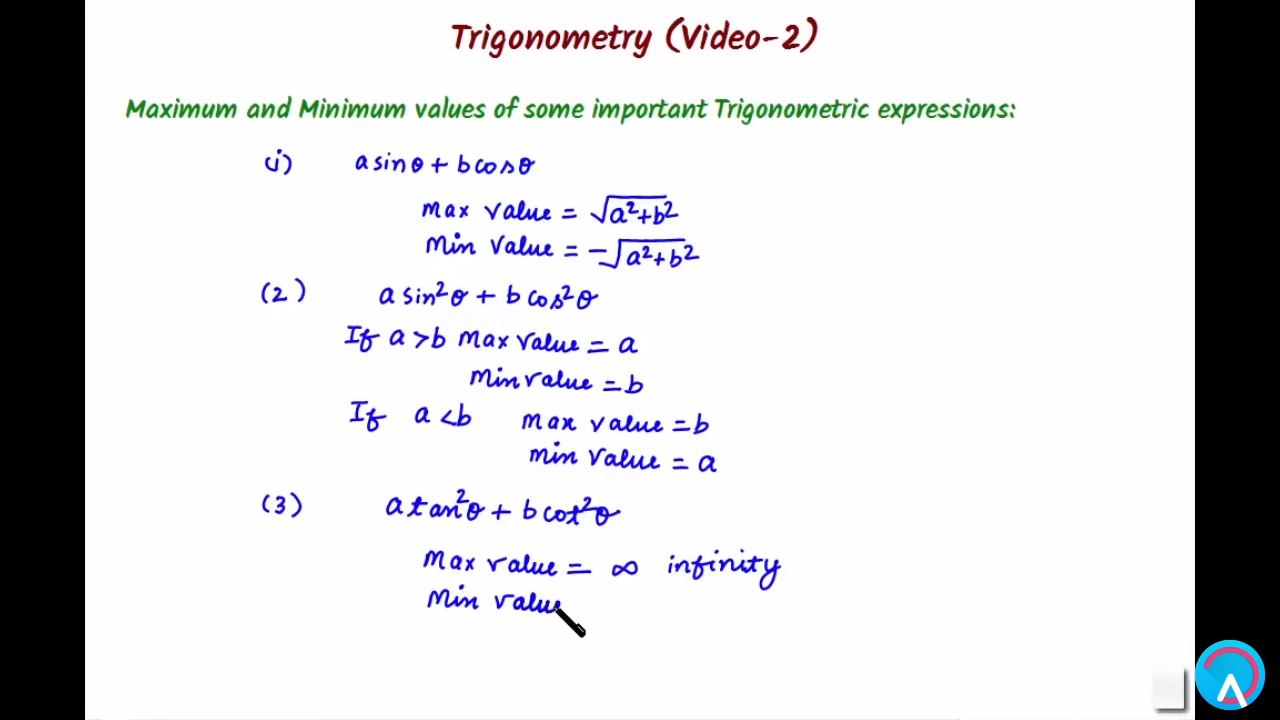 Trigonometry (Video-2)
Maximum and Minimum values of some important Trigonometric expressions:
(i) a sinθ + b cosθ
Max value = √(a²+b²)
Min value = -√(a²+b²)
(2) a sin²θ + b cos²θ
If a > b Max value = a
Min value = b
If a < b max value = b
min value = a
(3) a tan²θ + b cot²θ
Max value = ∞ infinity
Min value